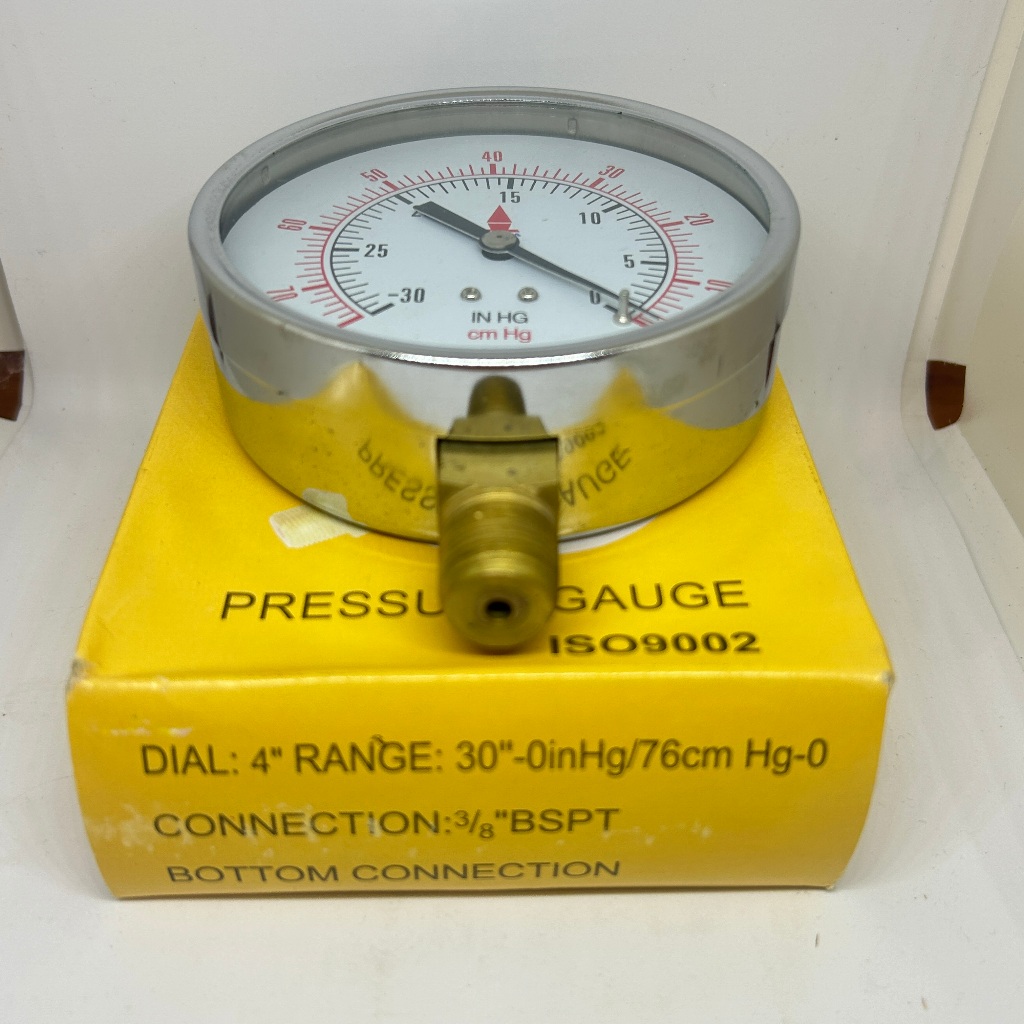 40
50
30
15
60
10
20
25
5
70
-30
0
10
IN HG
cm Hg
PRESSU GAUGE
ISO9002
DIAL: 4" RANGE: 30"-0inHg/76cm Hg-0
CONNECTION:3/8"BSPT
BOTTOM CONNECTION